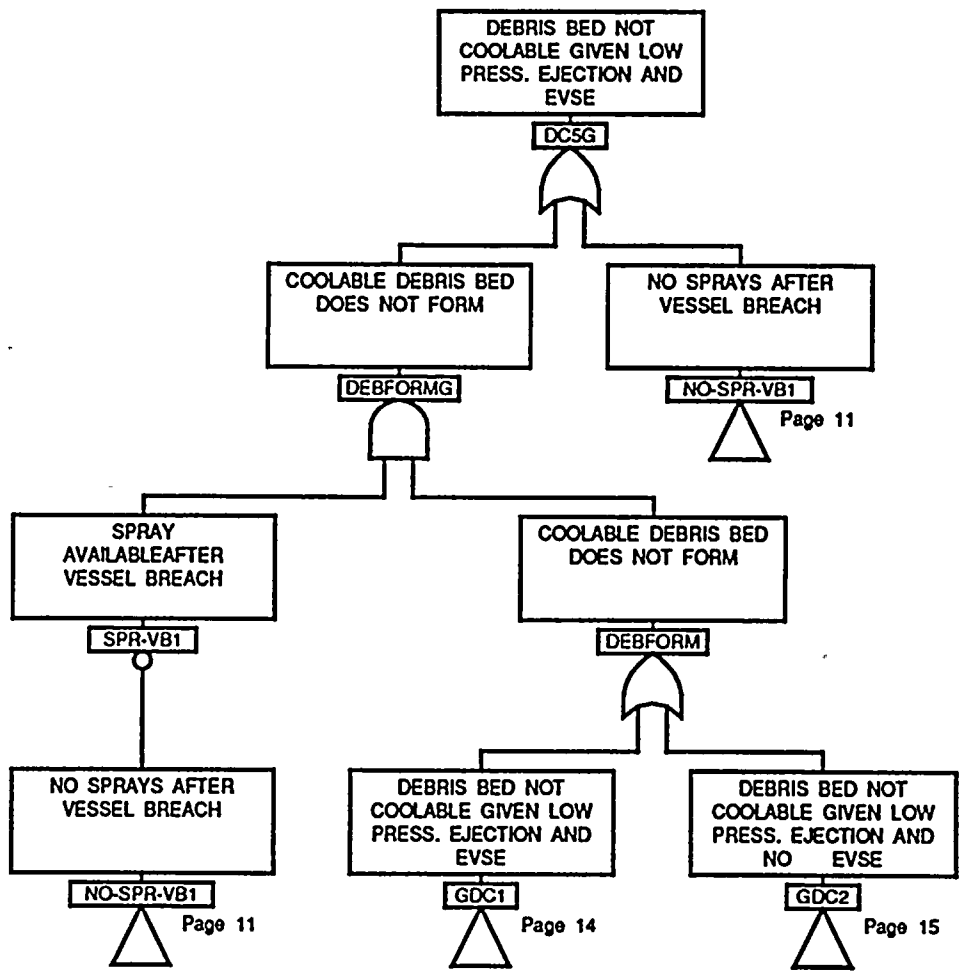 DEBRIS BED NOT
COOLABLE GIVEN LOW
PRESS. EJECTION AND
EVSE
DC5G
COOLABLE DEBRIS BED
DOES NOT FORM
DEBFORMG
NO SPRAYS AFTER
VESSEL BREACH
NO-SPR-VB1
Page 11
SPRAY
AVAILABLEAFTER
VESSEL BREACH
SPR-VB1
COOLABLE DEBRIS BED
DOES NOT FORM
DEBFORM
NO SPRAYS AFTER
VESSEL BREACH
NO-SPR-VB1
Page 11
DEBRIS BED NOT
COOLABLE GIVEN LOW
PRESS. EJECTION AND
EVSE
GDC1
Page 14
DEBRIS BED NOT
COOLABLE GIVEN LOW
PRESS. EJECTION AND
NO EVSE
GDC2
Page 15